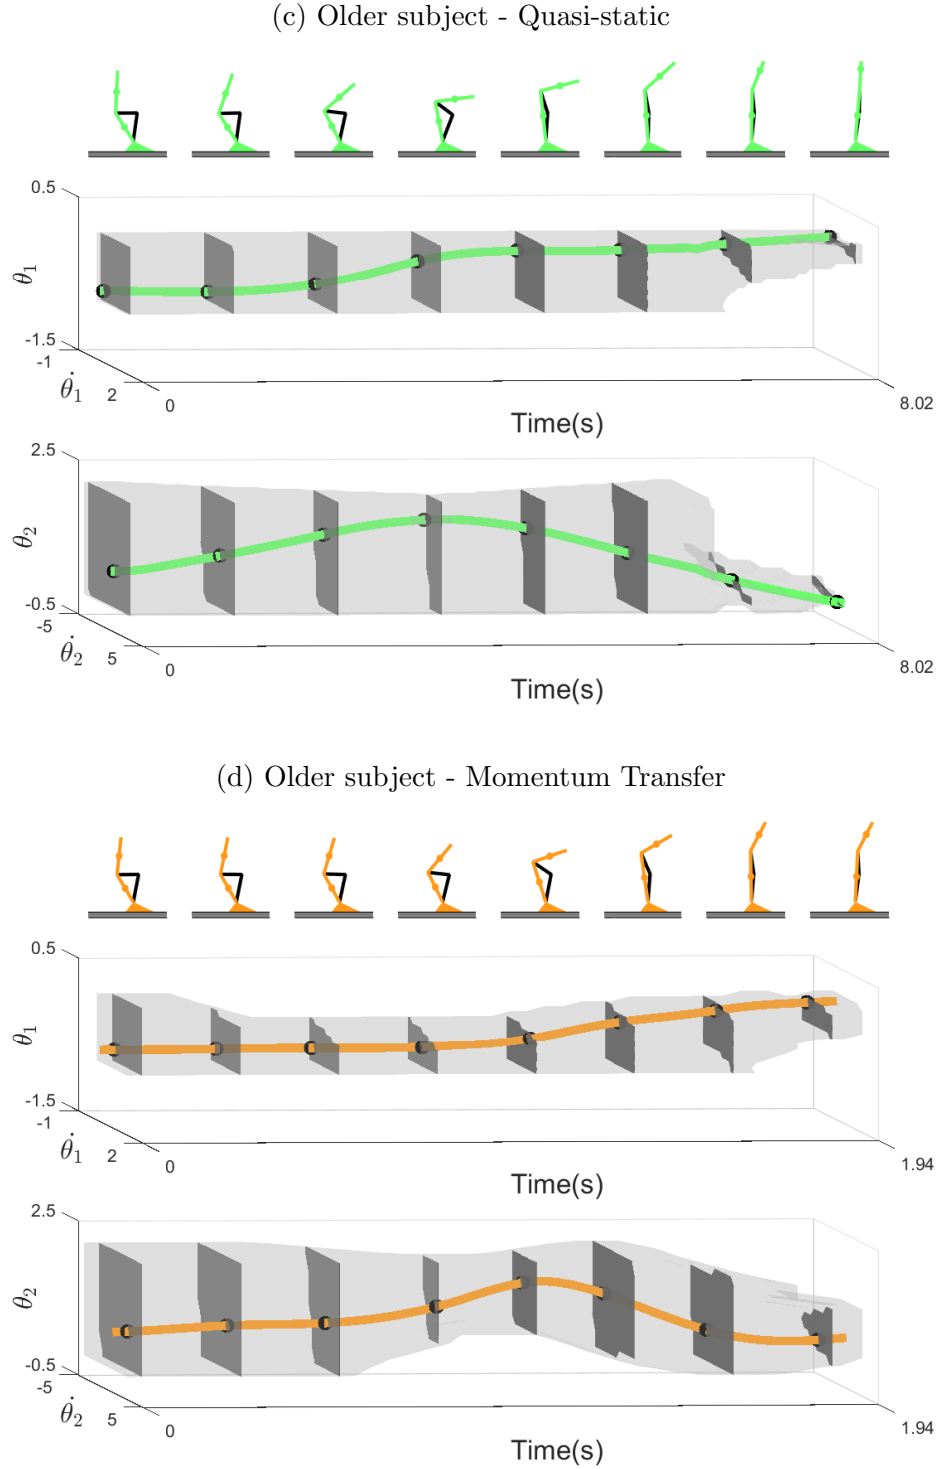 (c) Older subject - Quasi-static
0.5
θ₁
-1.5
-1
θ̇₁
2
0
Time(s)
8.02
2.5
θ₂
-0.5
-5
θ̇₂
5
0
Time(s)
8.02
(d) Older subject - Momentum Transfer
0.5
θ₁
-1.5
-1
θ̇₁
2
0
Time(s)
1.94
2.5
θ₂
-0.5
-5
θ̇₂
5
0
Time(s)
1.94